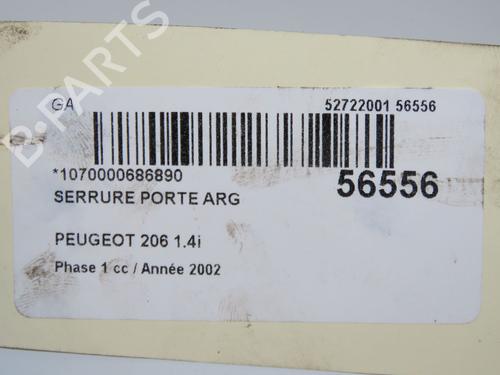 GA
52722001 56556
*1070000686890
56556
SERRURE PORTE ARG
PEUGEOT 206 1.4i
Phase 1 cc / Année 2002
B-PARTS